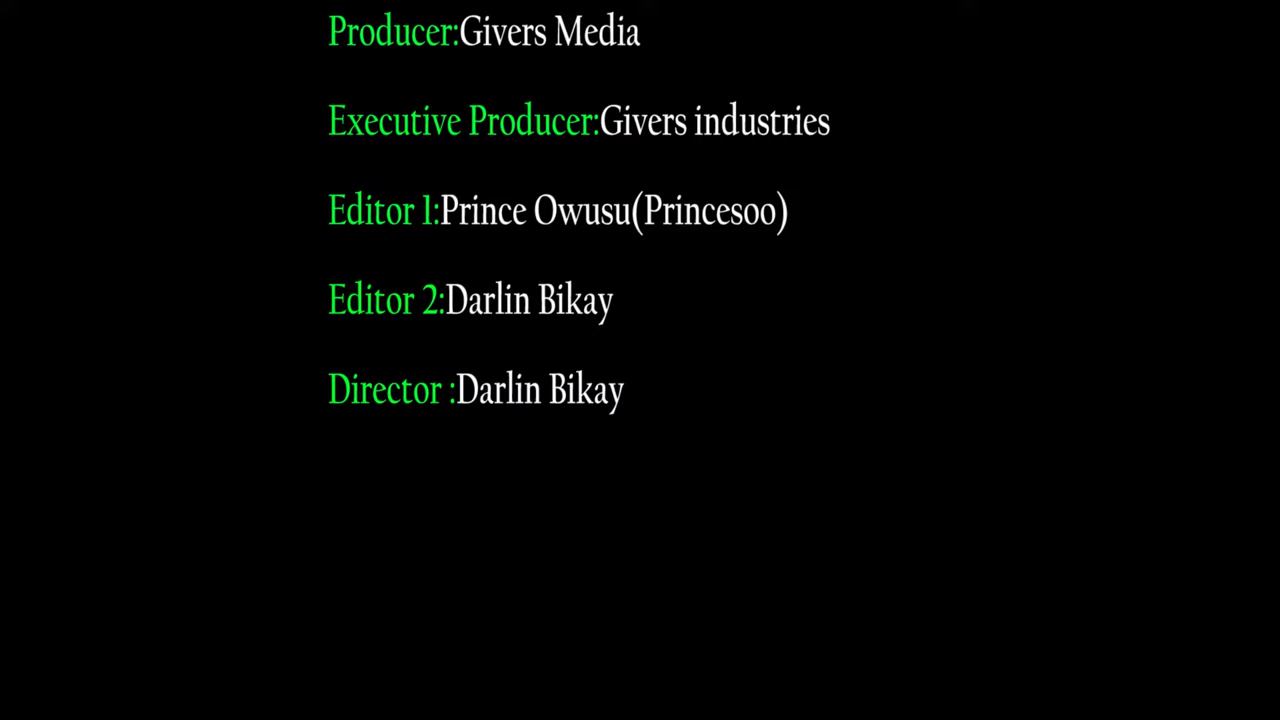 Producer:Givers Media
Executive Producer:Givers industries
Editor 1:Prince Owusu(Princesoo)
Editor 2:Darlin Bikay
Director :Darlin Bikay